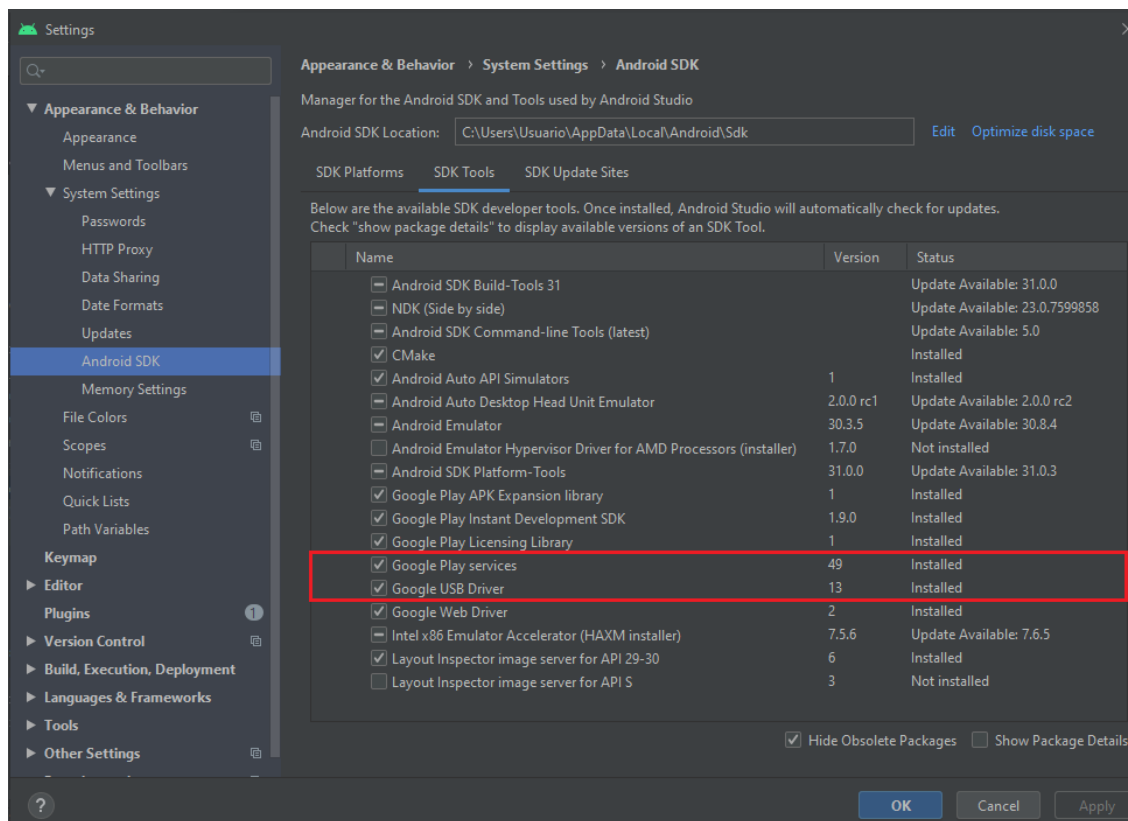 Settings
Appearance & Behavior
Appearance
Menus and Toolbars
System Settings
Passwords
HTTP Proxy
Data Sharing
Date Formats
Updates
Android SDK
Memory Settings
File Colors
Scopes
Notifications
Quick Lists
Path Variables
Keymap
Editor
Plugins 1
Version Control
Build, Execution, Deployment
Languages & Frameworks
Tools
Other Settings
Appearance & Behavior › System Settings › Android SDK
Manager for the Android SDK and Tools used by Android Studio
Android SDK Location: C:\Users\Usuario\AppData\Local\Android\Sdk Edit Optimize disk space
SDK Platforms SDK Tools SDK Update Sites
Below are the available SDK developer tools. Once installed, Android Studio will automatically check for updates.
Check "show package details" to display available versions of an SDK Tool.
Name Version Status
Android SDK Build-Tools 31 Update Available: 31.0.0
NDK (Side by side) Update Available: 23.0.7599858
Android SDK Command-line Tools (latest) Update Available: 5.0
CMake Installed
Android Auto API Simulators 1 Installed
Android Auto Desktop Head Unit Emulator 2.0.0 rc1 Update Available: 2.0.0 rc2
Android Emulator 30.3.5 Update Available: 30.8.4
Android Emulator Hypervisor Driver for AMD Processors (installer) 1.7.0 Not installed
Android SDK Platform-Tools 31.0.0 Update Available: 31.0.3
Google Play APK Expansion library 1 Installed
Google Play Instant Development SDK 1.9.0 Installed
Google Play Licensing Library 1 Installed
Google Play services 49 Installed
Google USB Driver 13 Installed
Google Web Driver 2 Installed
Intel x86 Emulator Accelerator (HAXM installer) 7.5.6 Update Available: 7.6.5
Layout Inspector image server for API 29-30 6 Installed
Layout Inspector image server for API S 3 Not installed
Hide Obsolete Packages Show Package Details
? OK Cancel Apply